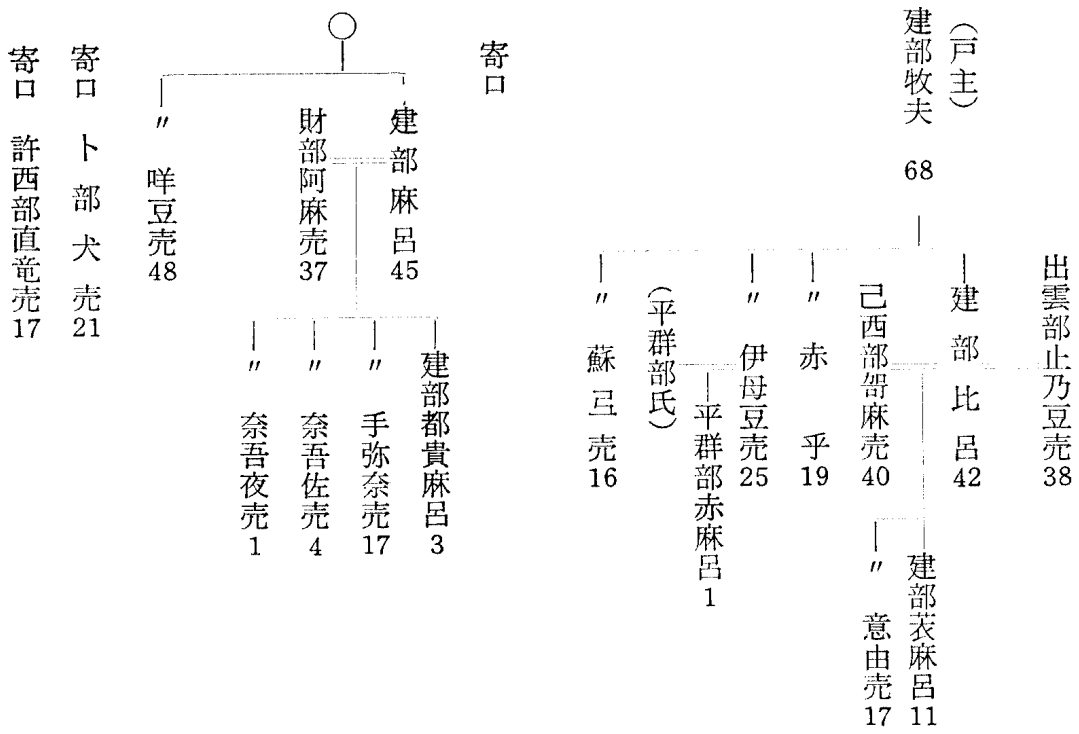 （戸主）
建部牧夫 68
出雲部止乃豆売 38
建部比呂 42
己西部哿麻売 40
〃 赤乎 19
〃 伊母豆売 25
（平群部氏）
〃 蘇弖売 16
平群部赤麻呂 1
建部衣麻呂 11
〃 意由売 17
寄口
建部麻呂 45
財部阿麻売 37
〃 咩豆売 48
建部都貴麻呂 3
〃 手弥奈売 17
〃 奈吾佐売 4
〃 奈吾夜売 1
寄口 卜部犬売 21
寄口 許西部直竜売 17